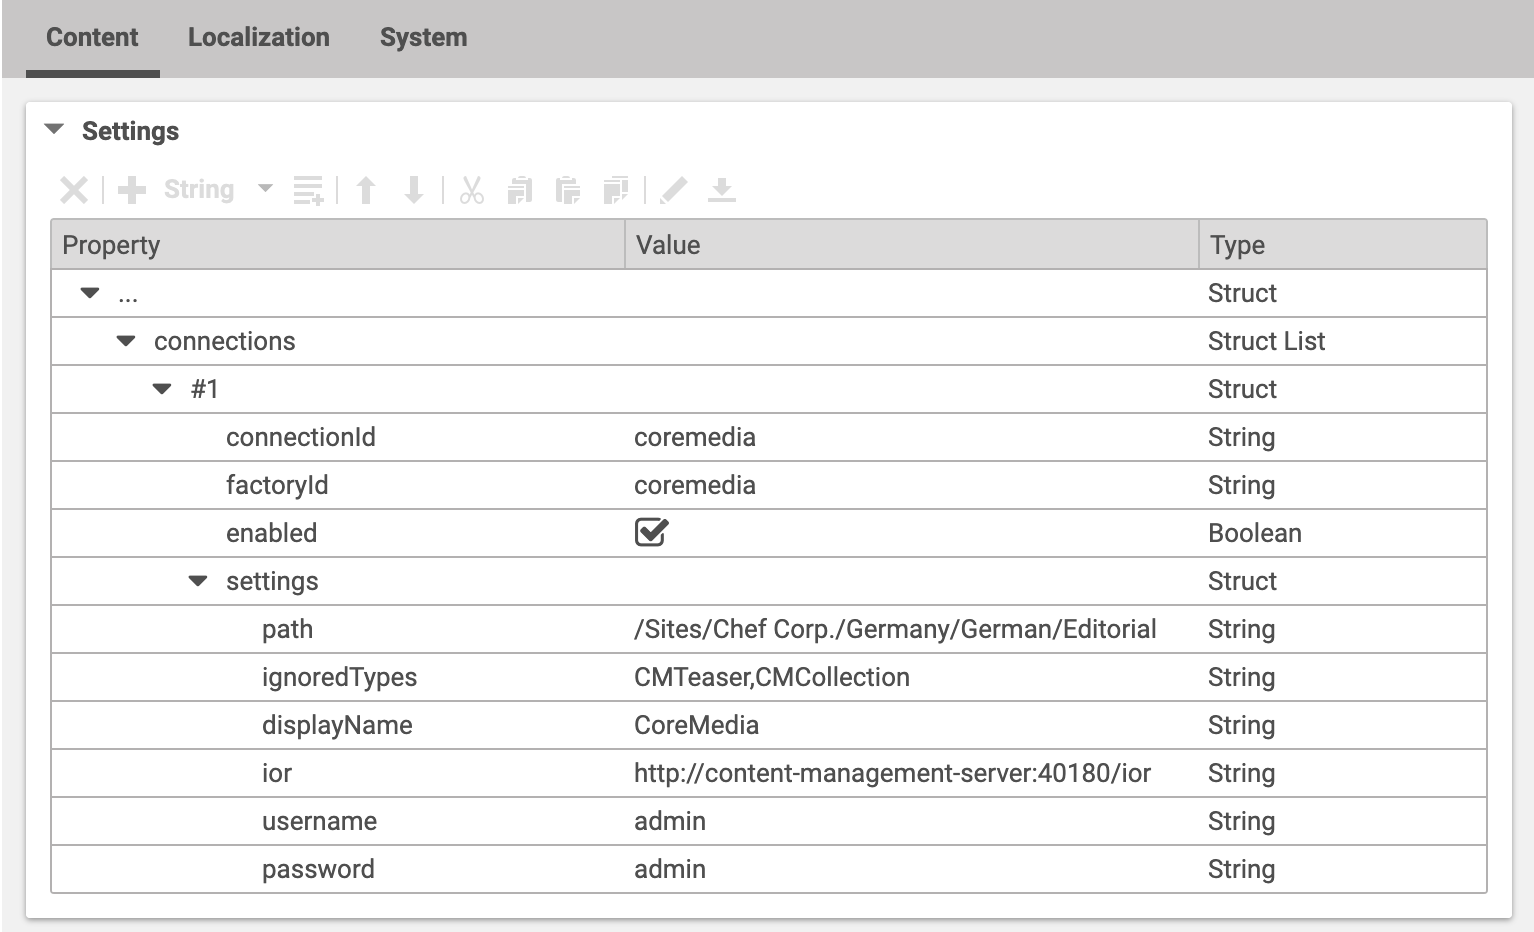 Content Localization System
Settings
String
Property Value Type
... Struct
connections Struct List
#1 Struct
connectionId coremedia String
factoryId coremedia String
enabled Boolean
settings Struct
path /Sites/Chef Corp./Germany/German/Editorial String
ignoredTypes CMTeaser,CMCollection String
displayName CoreMedia String
ior http://content-management-server:40180/ior String
username admin String
password admin String